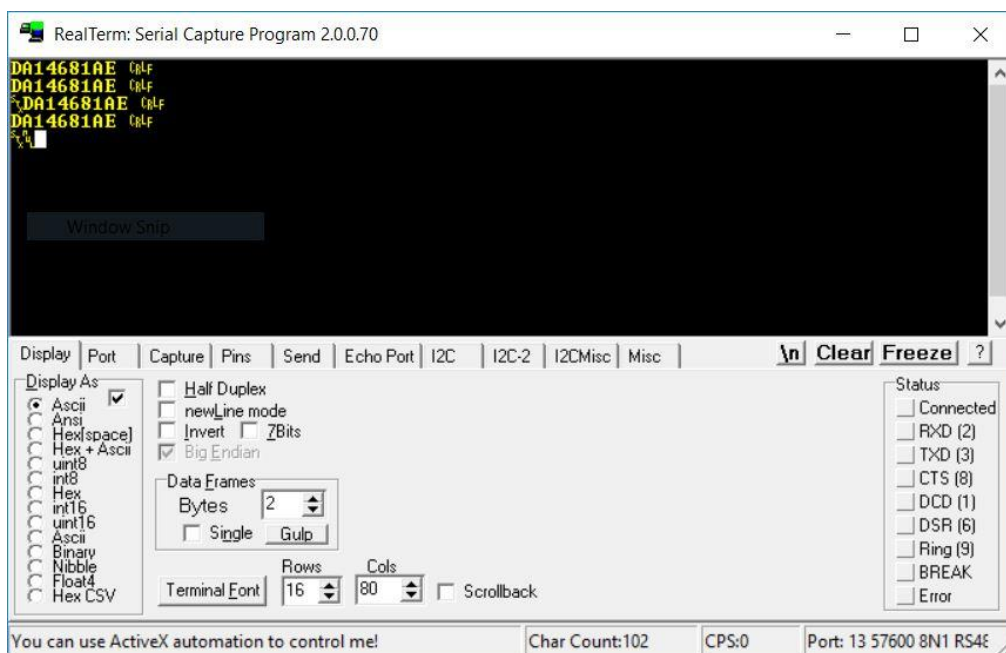 RealTerm: Serial Capture Program 2.0.0.70
DA14681AE CRLF
DA14681AE CRLF
SXDA14681AE CRLF
DA14681AE CRLF
Window Snip
Display Port Capture Pins Send Echo Port I2C I2C-2 I2CMisc Misc \n Clear Freeze ?
Display As
Ascii
Ansi
Hex[space]
Hex + Ascii
uint8
int8
Hex
int16
uint16
Ascii
Binary
Nibble
Float4
Hex CSV
Half Duplex
newLine mode
Invert 7Bits
Big Endian
Data Frames
Bytes 2
Single Gulp
Rows Cols
Terminal Font 16 80 Scrollback
Status
Connected
RXD (2)
TXD (3)
CTS (8)
DCD (1)
DSR (6)
Ring (9)
BREAK
Error
You can use ActiveX automation to control me! Char Count:102 CPS:0 Port: 13 57600 8N1 RS48